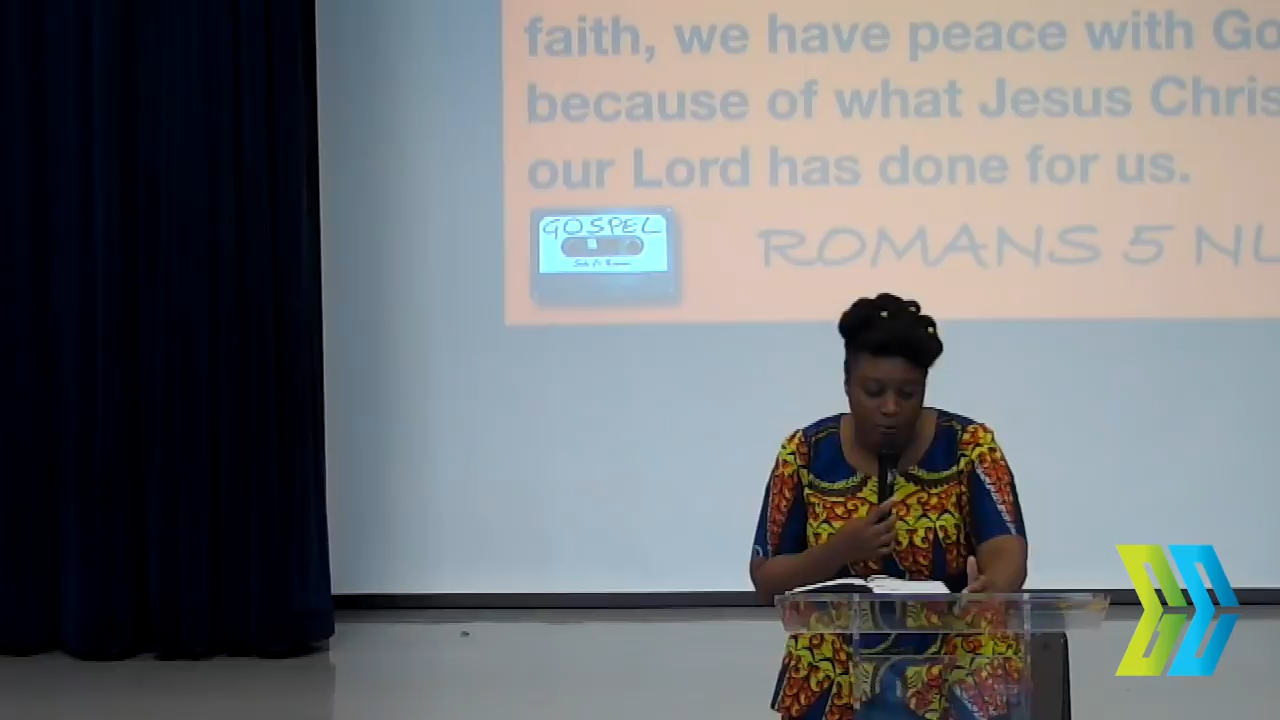 faith, we have peace with Go
because of what Jesus Chris
our Lord has done for us.
GOSPEL
ROMANS 5 NL